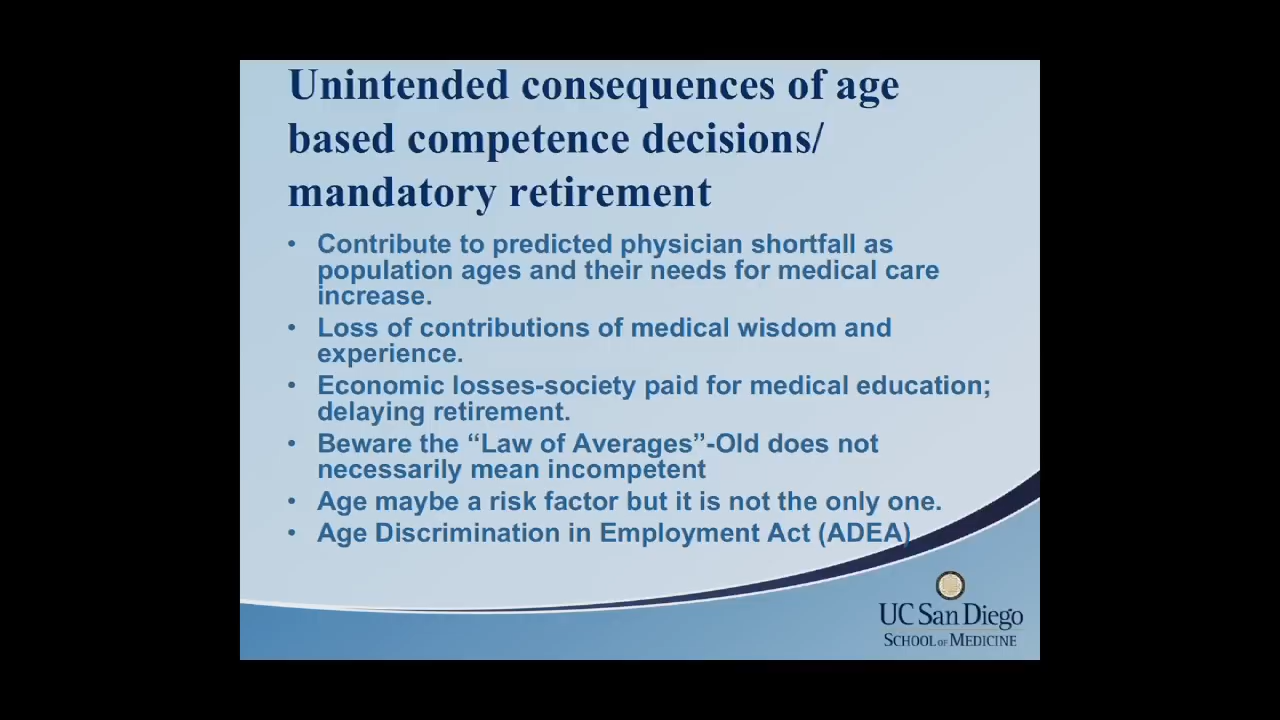 Unintended consequences of age
based competence decisions/
mandatory retirement
• Contribute to predicted physician shortfall as
population ages and their needs for medical care
increase.
• Loss of contributions of medical wisdom and
experience.
• Economic losses-society paid for medical education;
delaying retirement.
• Beware the “Law of Averages”-Old does not
necessarily mean incompetent
• Age maybe a risk factor but it is not the only one.
• Age Discrimination in Employment Act (ADEA)
UC San Diego
SCHOOL OF MEDICINE